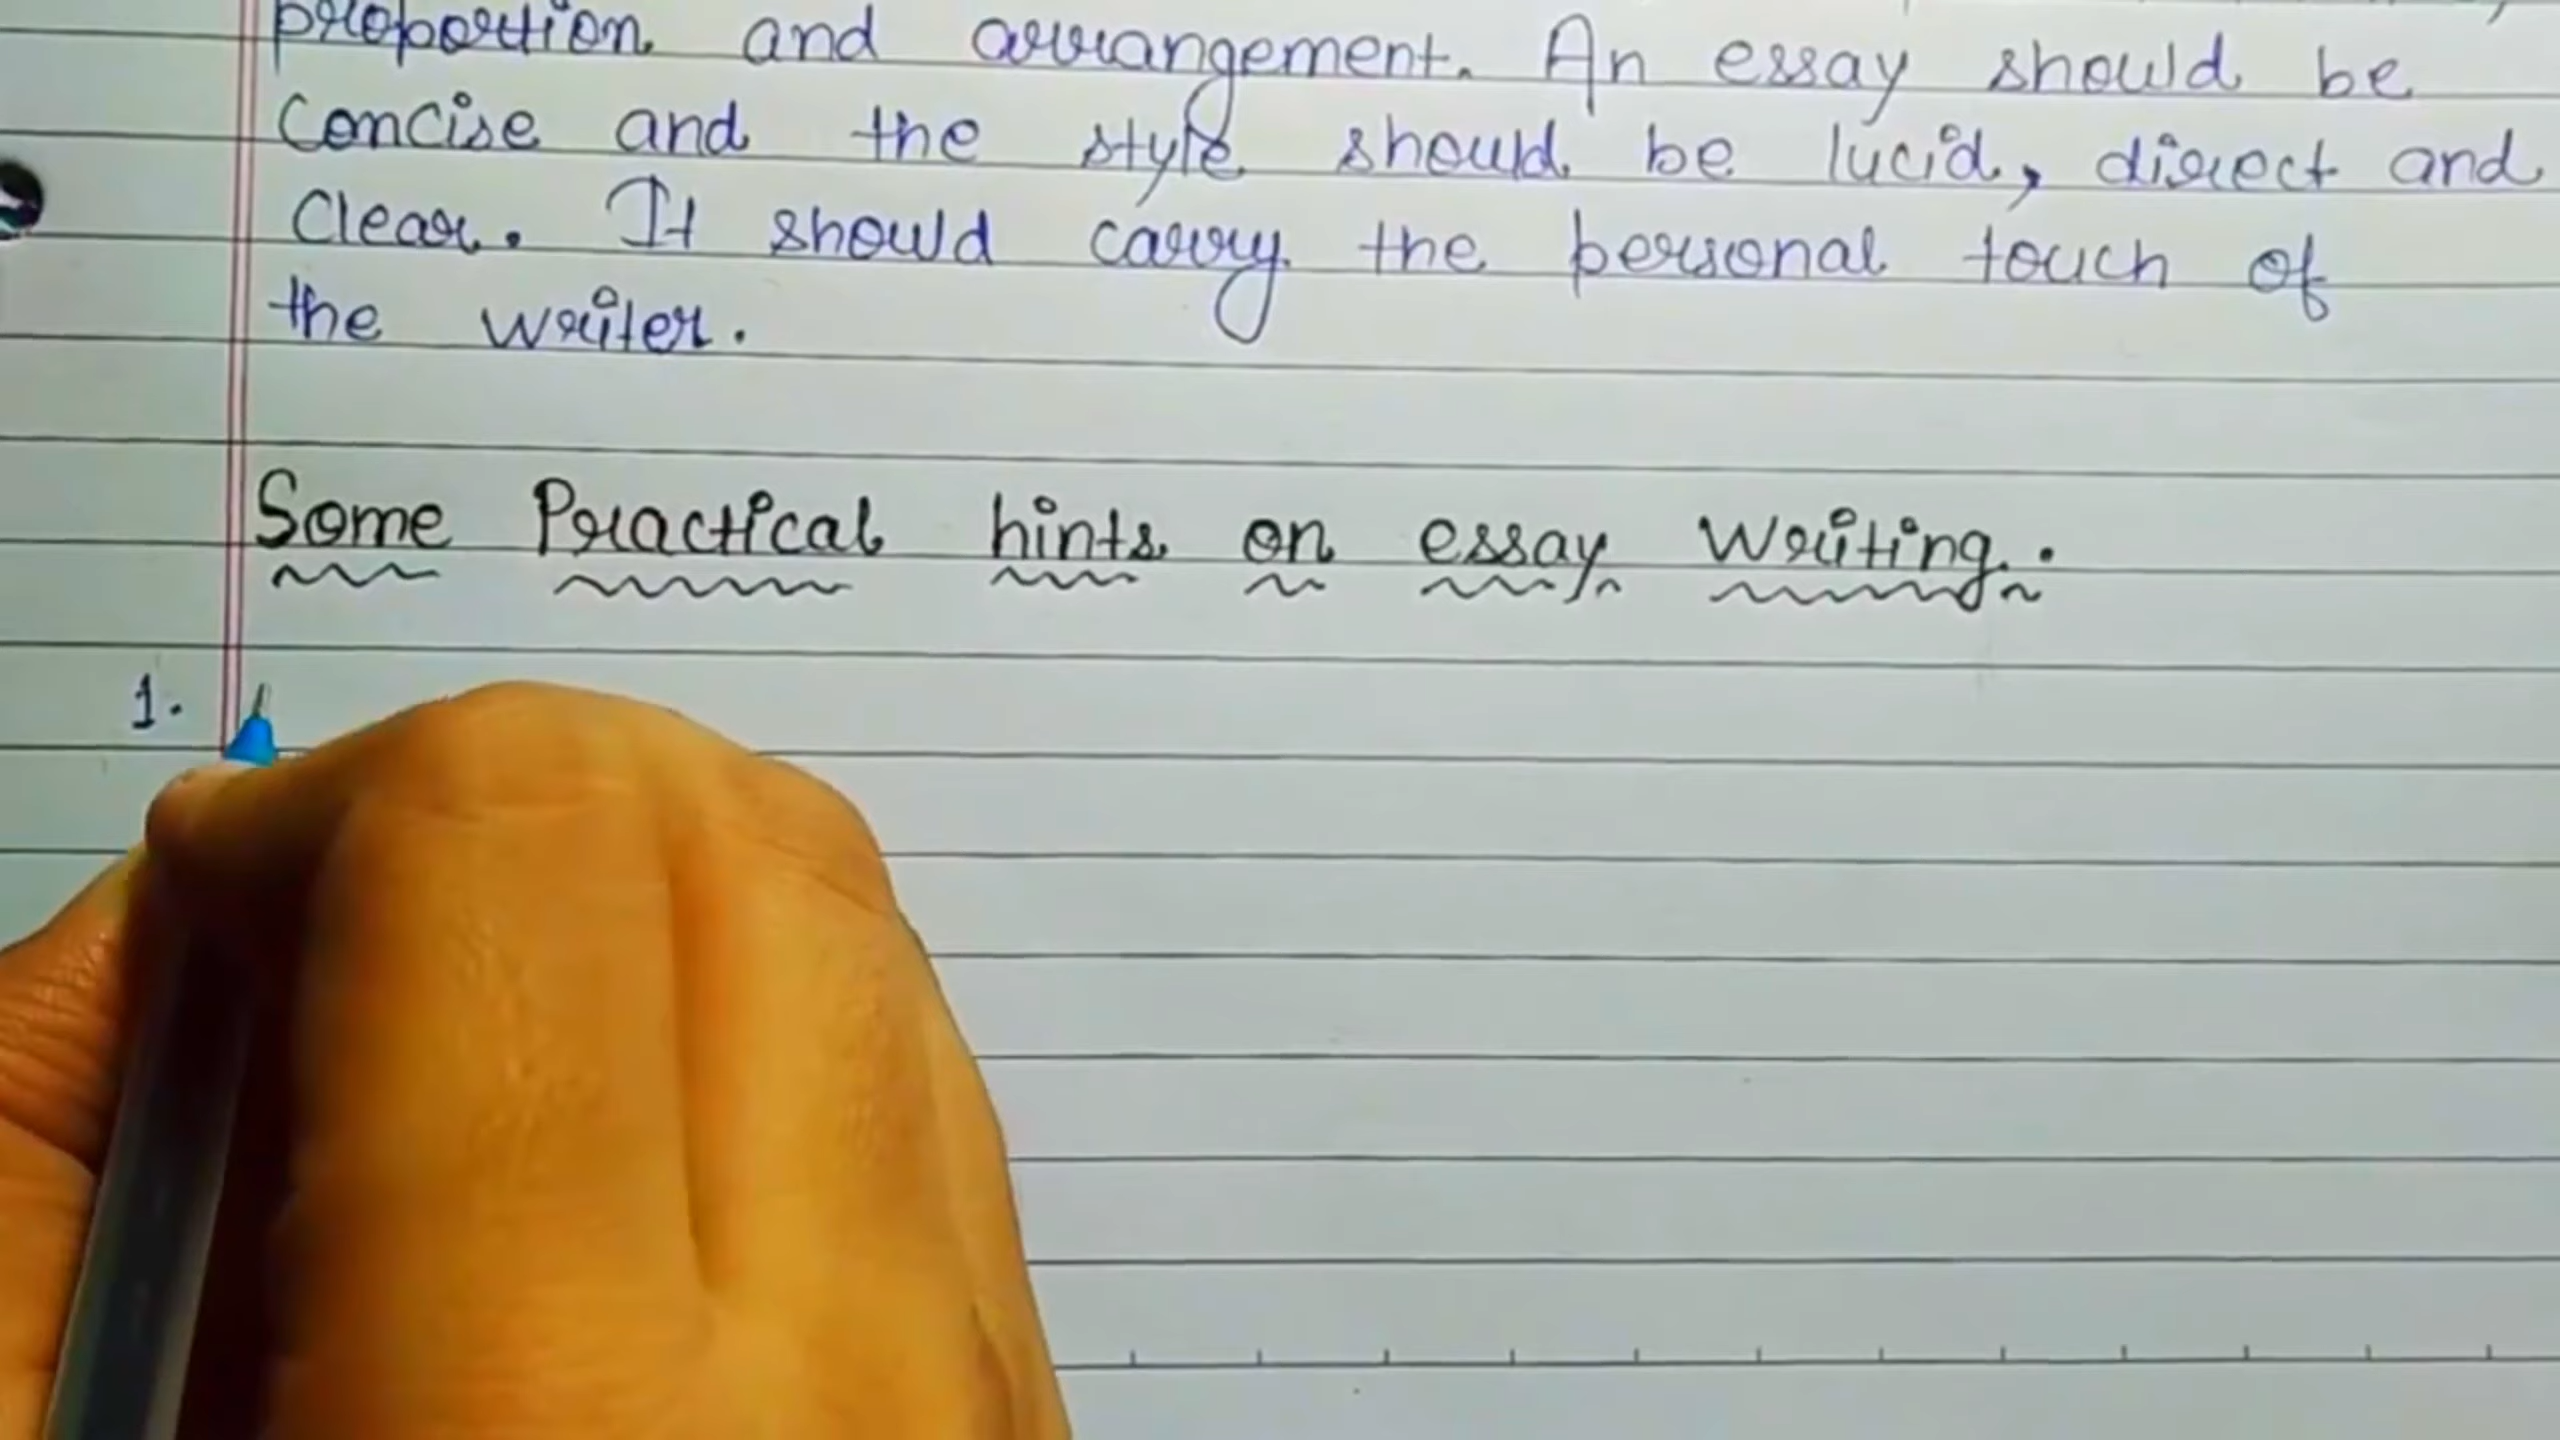 proportion and arrangement. An essay should be
Concise and the style should be lucid, direct and
Clear. It should carry the personal touch of
the writer.
Some Practical hints on essay Writing.
1.